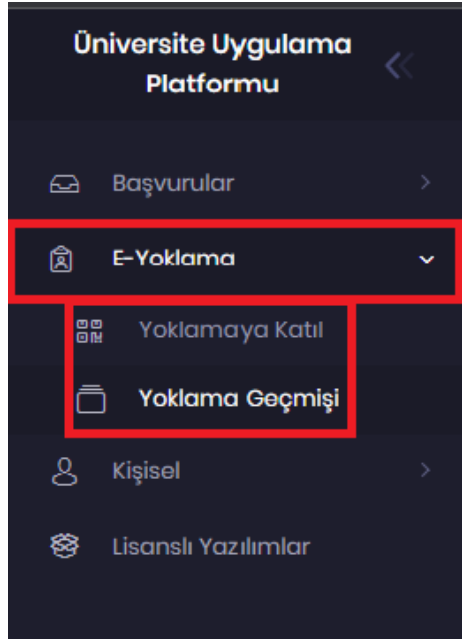 Üniversite Uygulama
Platformu
Başvurular
E-Yoklama
Yoklamaya Katıl
Yoklama Geçmişi
Kişisel
Lisanslı Yazılımlar